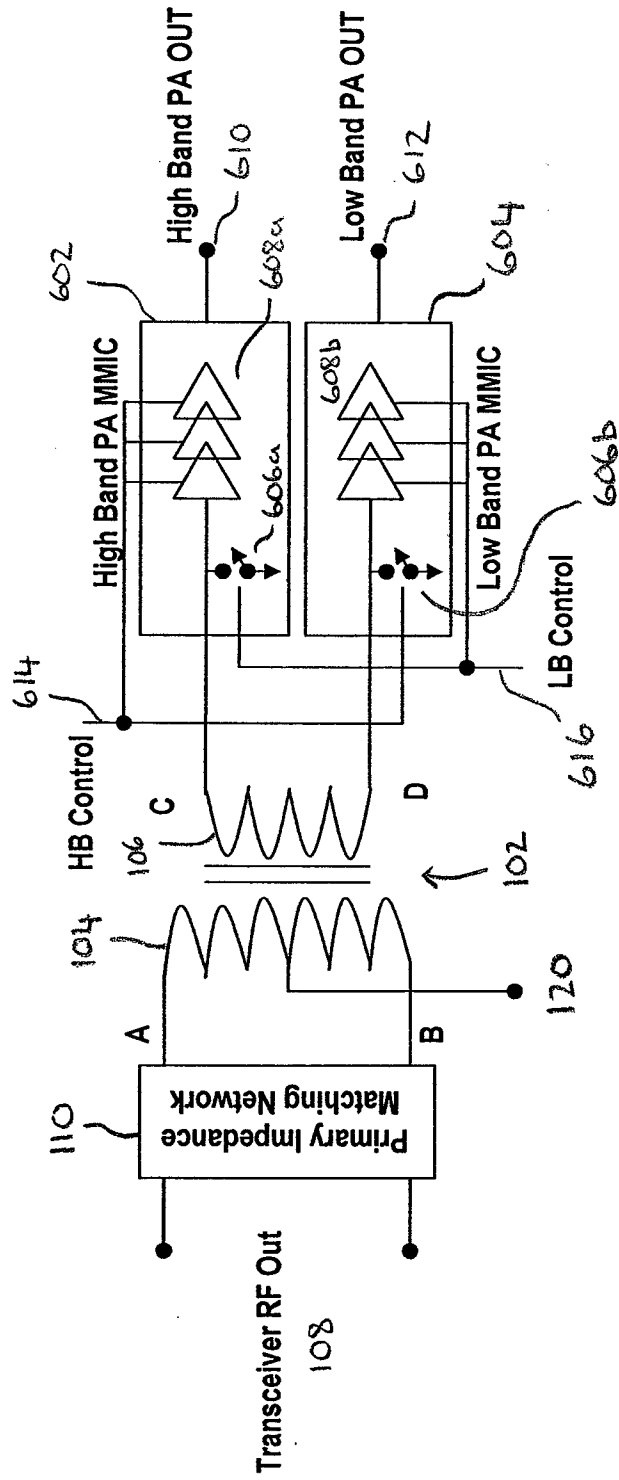 Transceiver RF Out
108
110
Primary Impedance
Matching Network
A
B
104
120
106
102
C
D
HB Control
614
High Band PA MMIC
602
606a
608a
High Band PA OUT
610
608b
Low Band PA OUT
612
604
Low Band PA MMIC
606b
LB Control
616